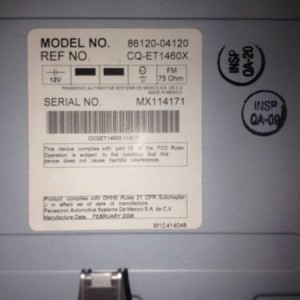 MODEL NO. 86120-04120
REF NO. CQ-ET1460X
12V
FM
75 Ohm
PANASONIC AUTOMOTIVE SYSTEMS DE MEXICO S.A. DE C.V.
MADE IN MEXICO
SERIAL NO. MX114171
CCQET1460X 114171
This device complies with part 15 of the FCC Rules
Operation is subject to the condition that this
device does not cause harmful interference.
Product complies with DHHS Rules 21 CFR Subchapter
J in effect as of date of manufacture.
Panasonic Automotive Systems De Mexico S.A. de C.V.
Manufacture Date: FEBRUARY 2008
M1C414048
INSP
QA-20
INSP
QA-09